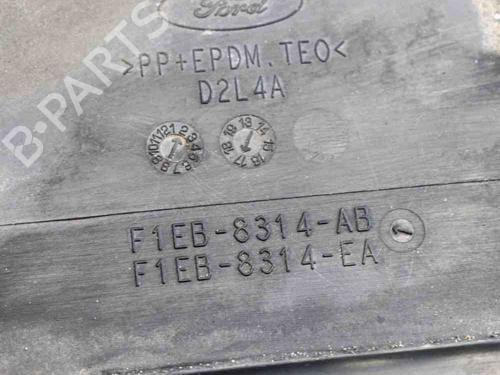 Ford
>PP+EPDM.TEO<
D2L4A
B-PARTS
F1EB-8314-AB
F1EB-8314-EA